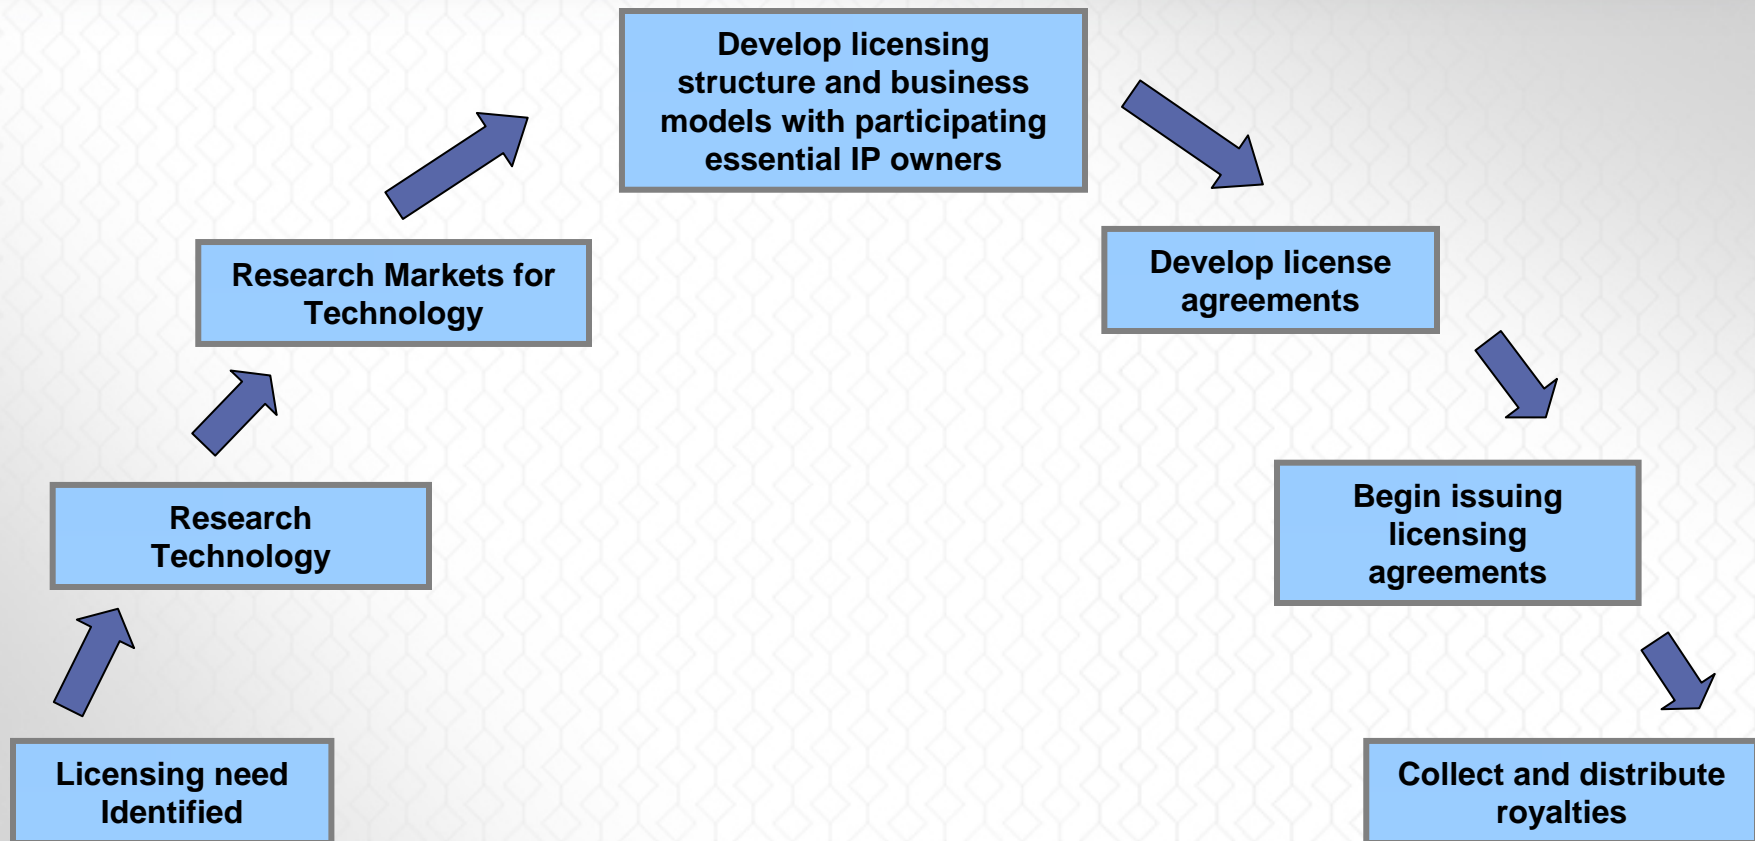 Develop licensing
structure and business
models with participating
essential IP owners
Research Markets for
Technology
Develop license
agreements
Research
Technology
Begin issuing
licensing
agreements
Licensing need
Identified
Collect and distribute
royalties